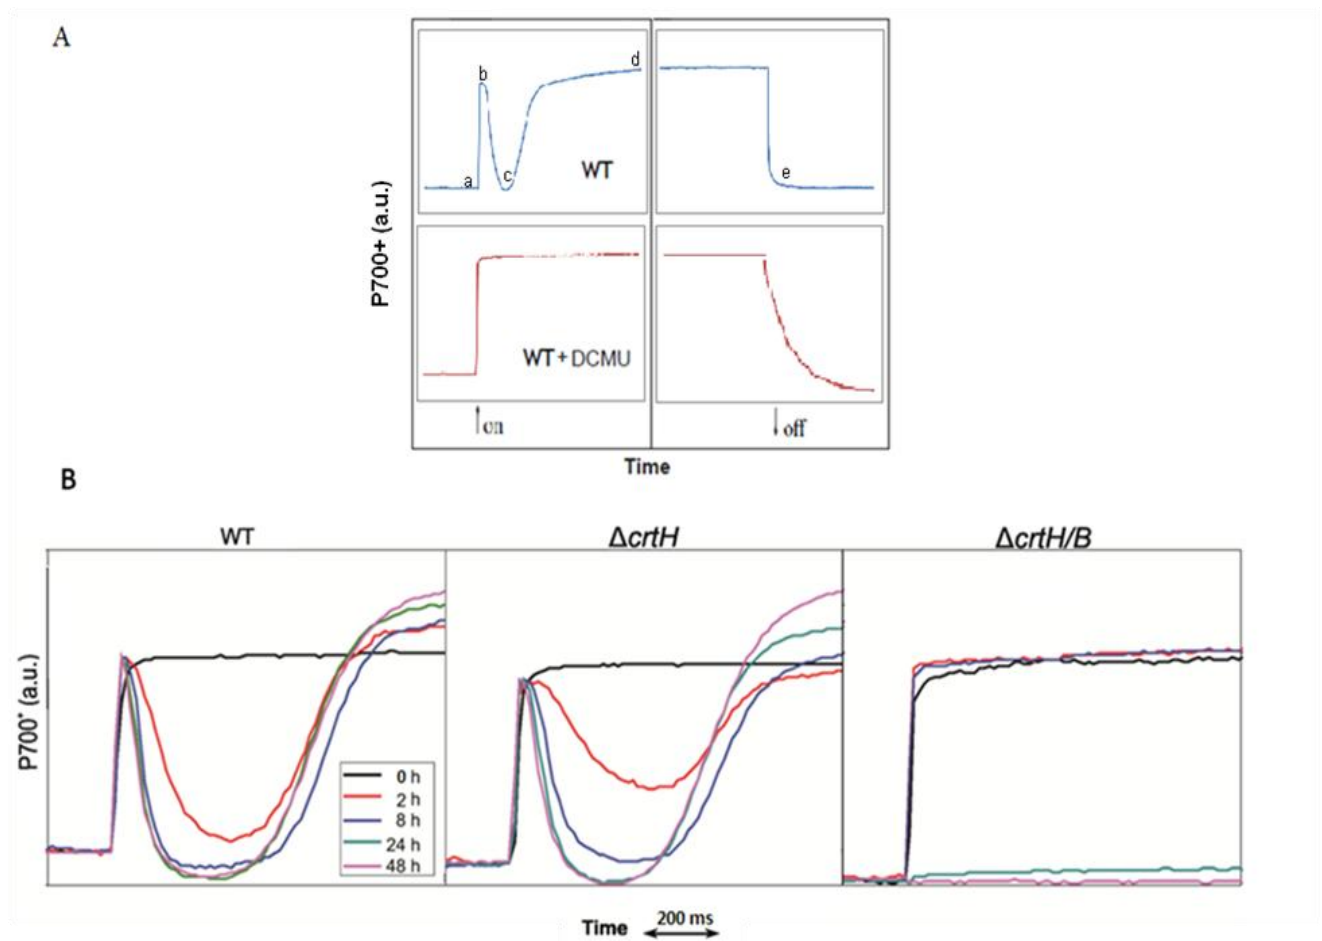 A
b
d
a
c
WT
e
P700+ (a.u.)
WT + DCMU
on
off
Time
B
WT
ΔcrtH
ΔcrtH/B
P700+ (a.u.)
0 h
2 h
8 h
24 h
48 h
Time
200 ms